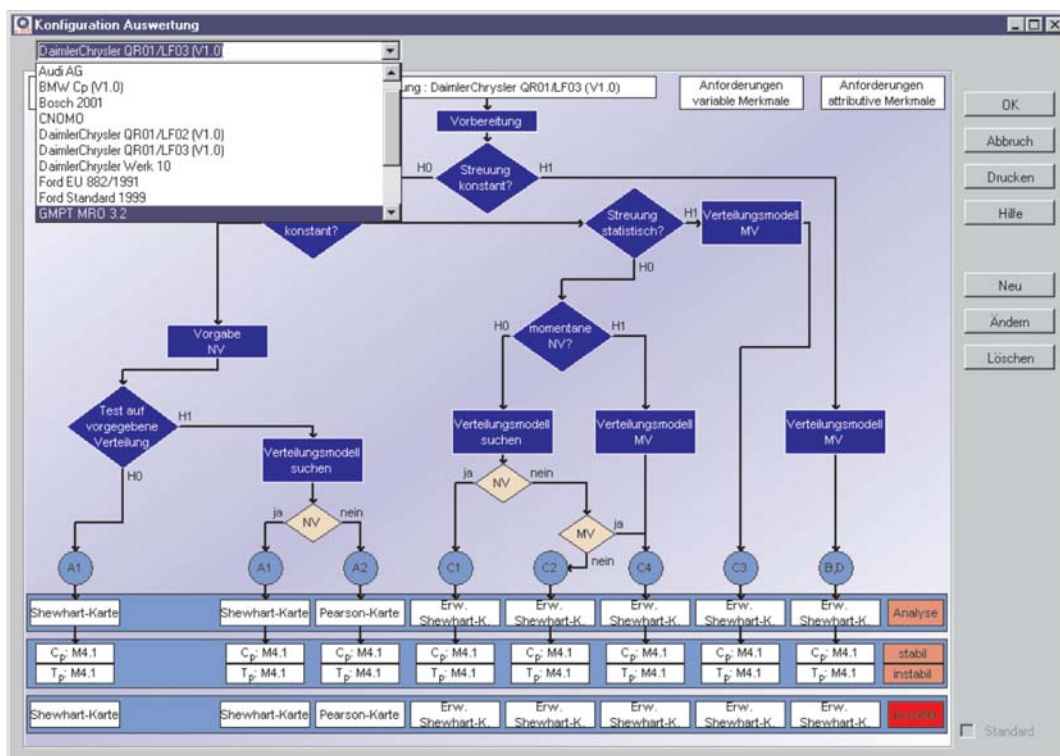 Konfiguration Auswertung
DaimlerChrysler QR01/LF03 (V1.0)
Audi AG
BMW Cp (V1.0)
Bosch 2001
CNOMO
DaimlerChrysler QR01/LF02 (V1.0)
DaimlerChrysler QR01/LF03 (V1.0)
DaimlerChrysler Werk 10
Ford EU 882/1991
Ford Standard 1999
GMPT MRO 3.2
ung : DaimlerChrysler QR01/LF03 (V1.0)
Anforderungen
variable Merkmale
Anforderungen
attributive Merkmale
OK
Abbruch
Drucken
Hilfe
Neu
Ändern
Löschen
Vorbereitung
H0
Streuung
konstant?
H1
konstant?
Streuung
statistisch?
H1
Verteilungsmodell
MV
H0
Vorgabe
NV
H0
momentane
NV?
H1
Test auf
vorgegebene
Verteilung
H1
H0
Verteilungsmodell
suchen
Verteilungsmodell
suchen
Verteilungsmodell
MV
Verteilungsmodell
MV
ja
NV
nein
ja
NV
nein
MV
ja
nein
A1
A1
A2
C1
C2
C4
C3
B,D
Shewhart-Karte
Shewhart-Karte
Pearson-Karte
Erw.
Shewhart-K.
Erw.
Shewhart-K.
Erw.
Shewhart-K.
Erw.
Shewhart-K.
Erw.
Shewhart-K.
Analyse
Cp: M4.1
Cp: M4.1
Cp: M4.1
Cp: M4.1
Cp: M4.1
Cp: M4.1
Cp: M4.1
Cp: M4.1
stabil
Tp: M4.1
Tp: M4.1
Tp: M4.1
Tp: M4.1
Tp: M4.1
Tp: M4.1
Tp: M4.1
Tp: M4.1
instabil
Shewhart-Karte
Shewhart-Karte
Pearson-Karte
Erw.
Shewhart-K.
Erw.
Shewhart-K.
Erw.
Shewhart-K.
Erw.
Shewhart-K.
Erw.
Shewhart-K.
Standard